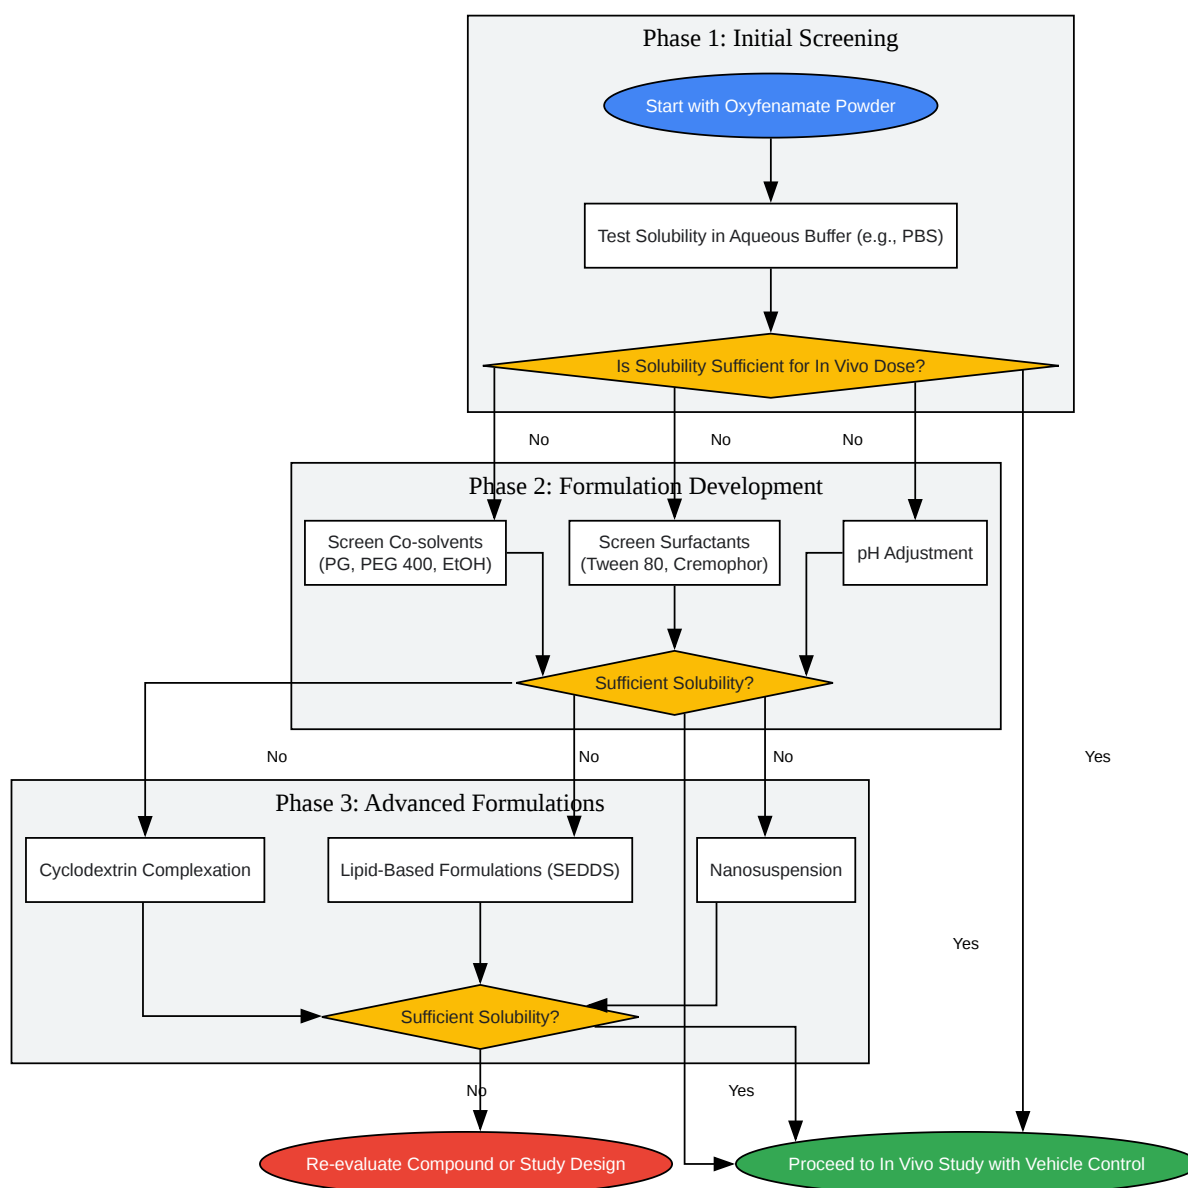 Phase 1: Initial Screening
Start with Oxyfenamate Powder
Test Solubility in Aqueous Buffer (e.g., PBS)
Is Solubility Sufficient for In Vivo Dose?
No
No
No
Phase 2: Formulation Development
Screen Co-solvents
(PG, PEG 400, EtOH)
Screen Surfactants
(Tween 80, Cremophor)
pH Adjustment
Sufficient Solubility?
No
No
No
Yes
Phase 3: Advanced Formulations
Cyclodextrin Complexation
Lipid-Based Formulations (SEDDS)
Nanosuspension
Yes
Sufficient Solubility?
No
Yes
Re-evaluate Compound or Study Design
Proceed to In Vivo Study with Vehicle Control